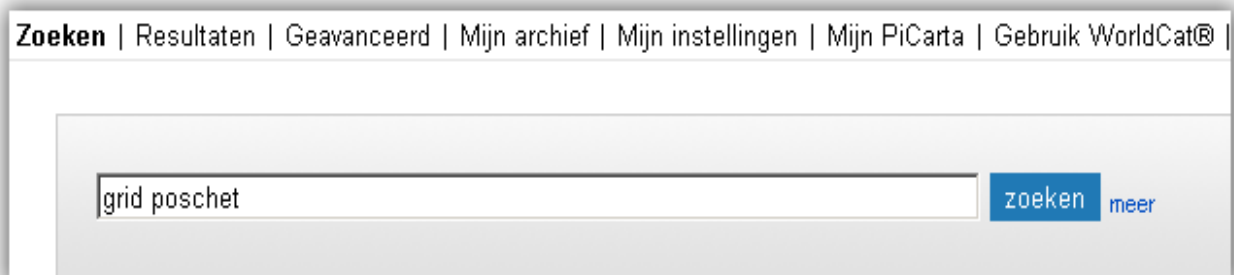 Zoeken | Resultaten | Geavanceerd | Mijn archief | Mijn instellingen | Mijn PiCarta | Gebruik WorldCat® |
grid poschet zoeken meer